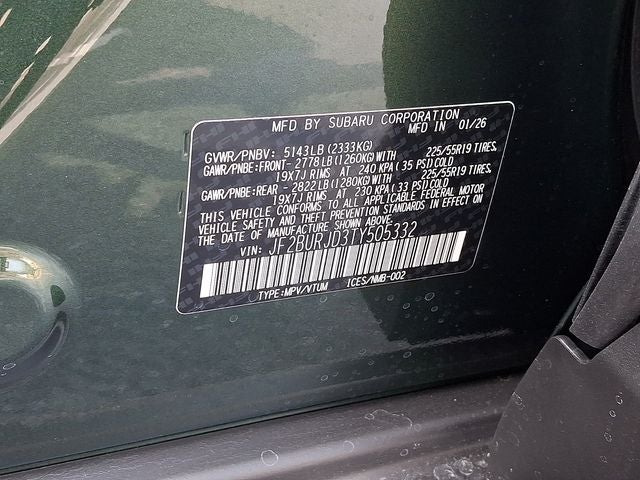 MFD BY SUBARU CORPORATION
MFD IN 01/26
GVWR/PNBV: 5143LB (2333KG)
GAWR/PNBE:FRONT- 2778LB (1260KG) WITH 225/55R19 TIRES,
19X7J RIMS AT 240 KPA ( 35 PSI) COLD
GAWR/PNBE:REAR - 2822LB (1280KG) WITH 225/55R19 TIRES,
19X7J RIMS AT 230 KPA ( 33 PSI) COLD
THIS VEHICLE CONFORMS TO ALL APPLICABLE FEDERAL MOTOR
VEHICLE SAFETY AND THEFT PREVENTION STANDARDS IN EFFECT ON
THE DATE OF MANUFACTURE SHOWN ABOVE.
VIN: JF2BURJD3TY505332
TYPE:MPV/VTUM ICES/NMB-002